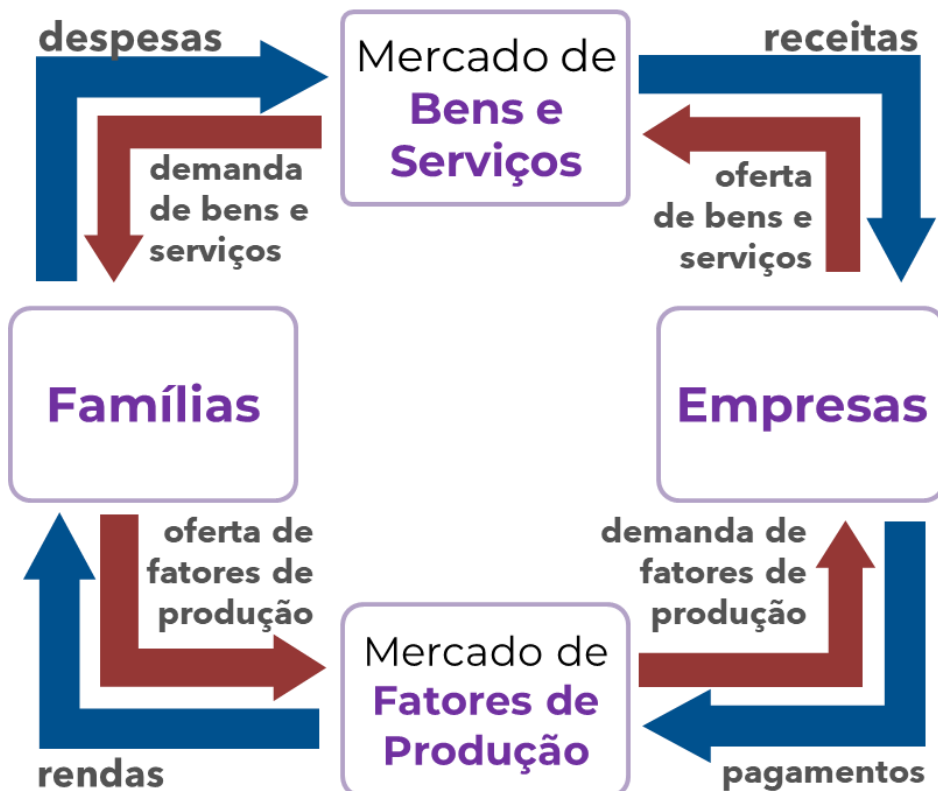 despesas
Mercado de
Bens e
Serviços
receitas
demanda
de bens e
serviços
oferta
de bens e
serviços
Famílias
Empresas
oferta de
fatores de
produção
demanda de
fatores de
produção
Mercado de
Fatores de
Produção
rendas
pagamentos